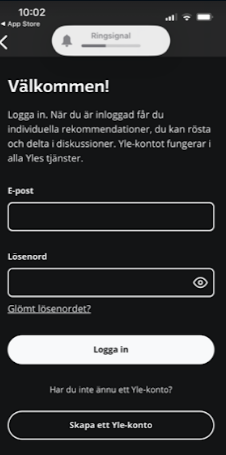 10:02
App Store
Ringsignal
Välkommen!
Logga in. När du är inloggad får du
individuella rekommendationer, du kan rösta
och delta i diskussioner. Yle-kontot fungerar i
alla Yles tjänster.
E-post
Lösenord
Glömt lösenordet?
Logga in
Har du inte ännu ett Yle-konto?
Skapa ett Yle-konto